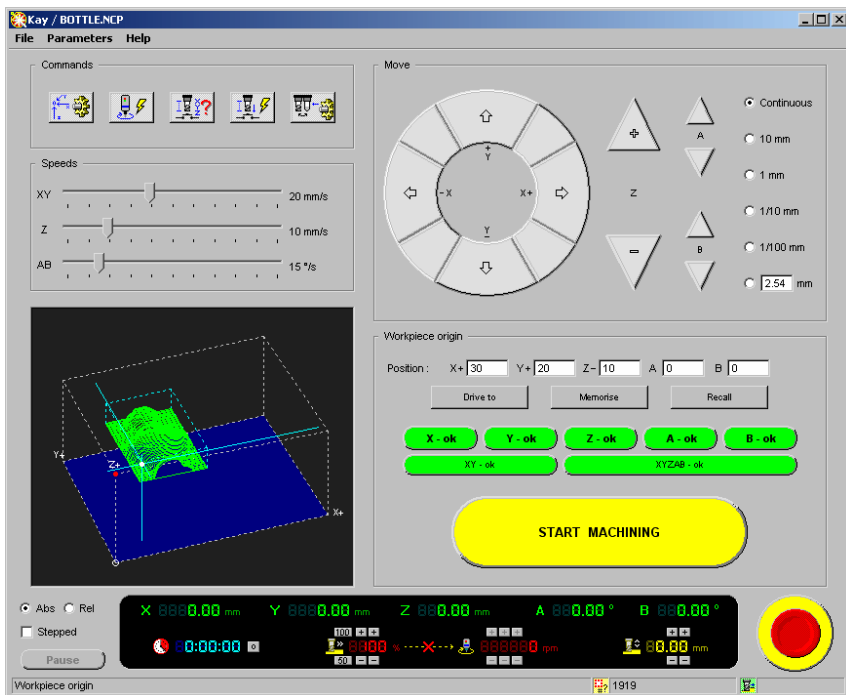 Kay / BOTTLE.NCP
File Parameters Help
Commands
Speeds
XY 20 mm/s
Z 10 mm/s
AB 15 °/s
Y+ Z+ X+
Move
+ Y
- X X+
Y -
+ Z -
A
B
Continuous
10 mm
1 mm
1/10 mm
1/100 mm
2.54 mm
Workpiece origin
Position : X+ 30 Y+ 20 Z- 10 A 0 B 0
Drive to Memorise Recall
X - ok Y - ok Z - ok A - ok B - ok
XY - ok XYZAB - ok
START MACHINING
Abs Rel
Stepped
Pause
X 0.00 mm Y 0.00 mm Z 0.00 mm A 0.00 ° B 0.00 °
100 + + + + + + +
0:00:00 100 % 0 rpm 0.00 mm
50 - - - - - - -
Workpiece origin 1919